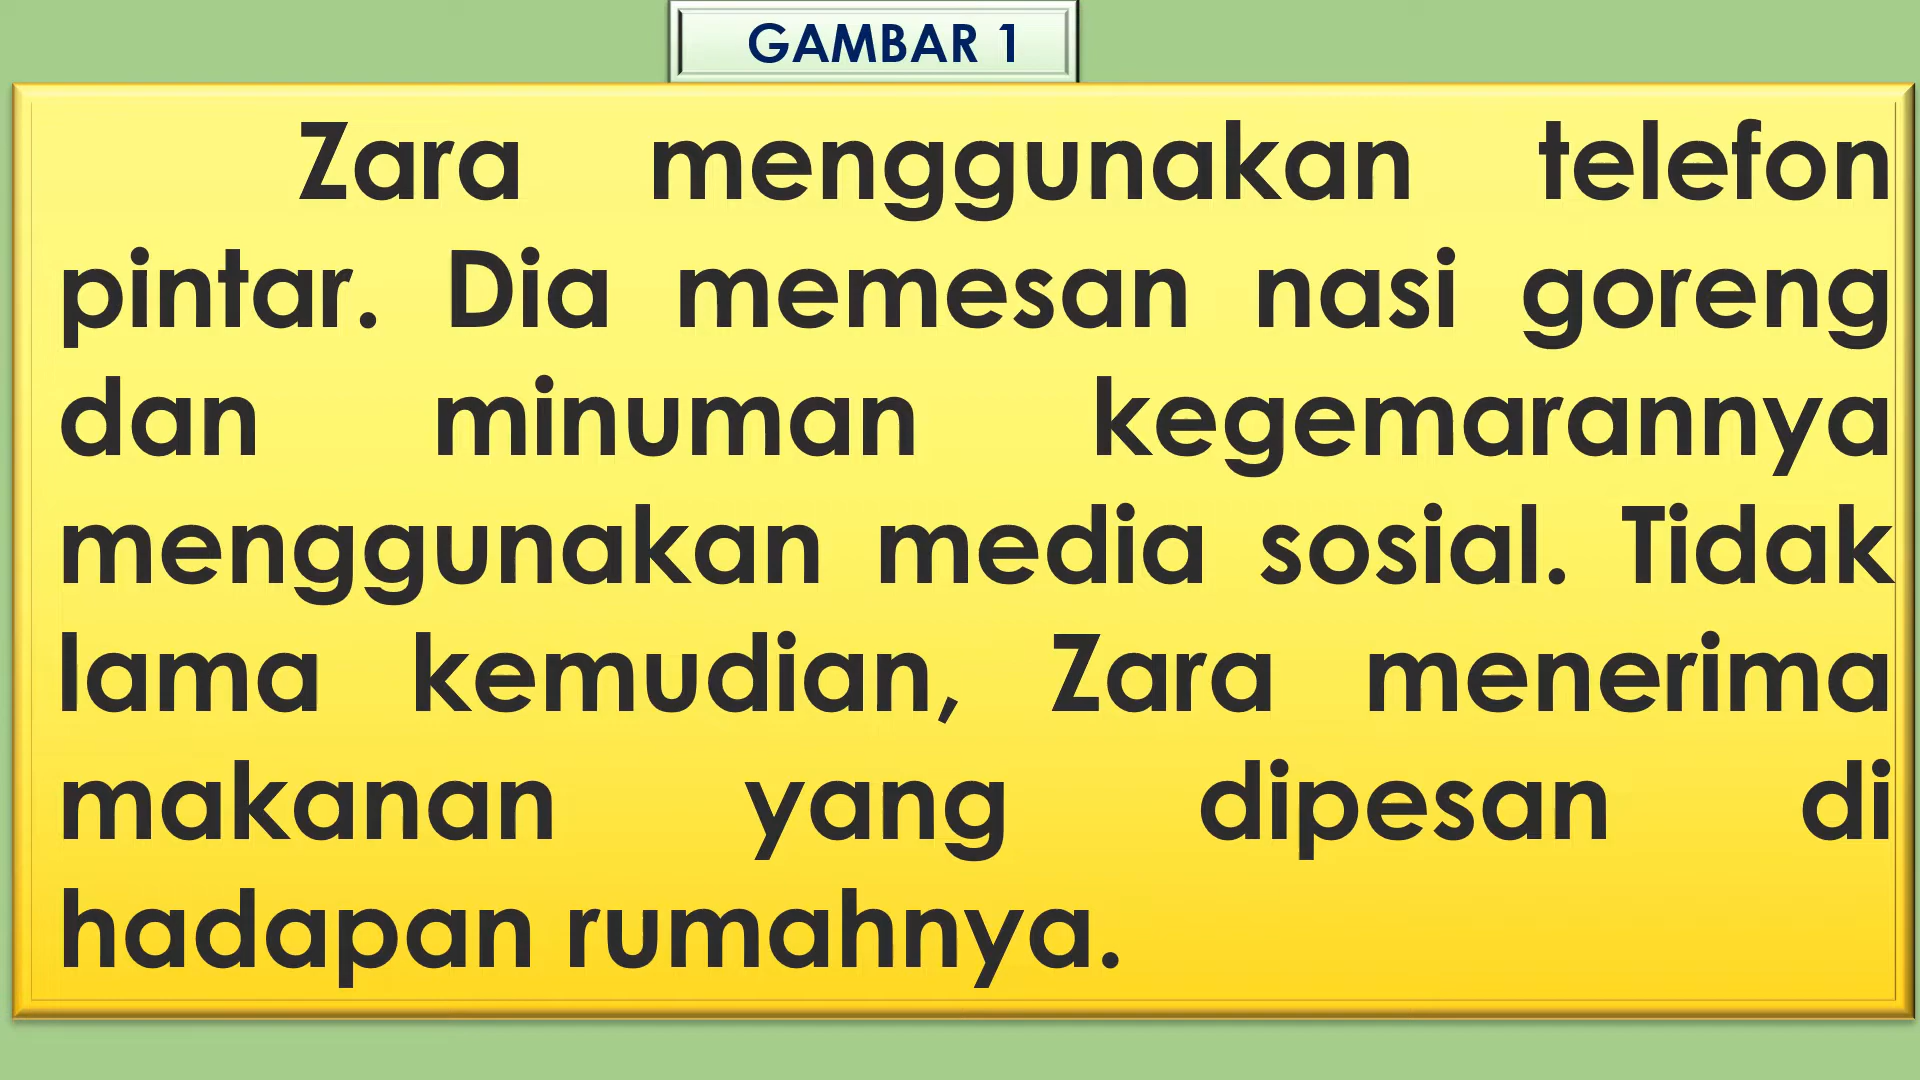 GAMBAR 1
Zara menggunakan telefon
pintar. Dia memesan nasi goreng
dan minuman kegemarannya
menggunakan media sosial. Tidak
lama kemudian, Zara menerima
makanan yang dipesan di
hadapan rumahnya.